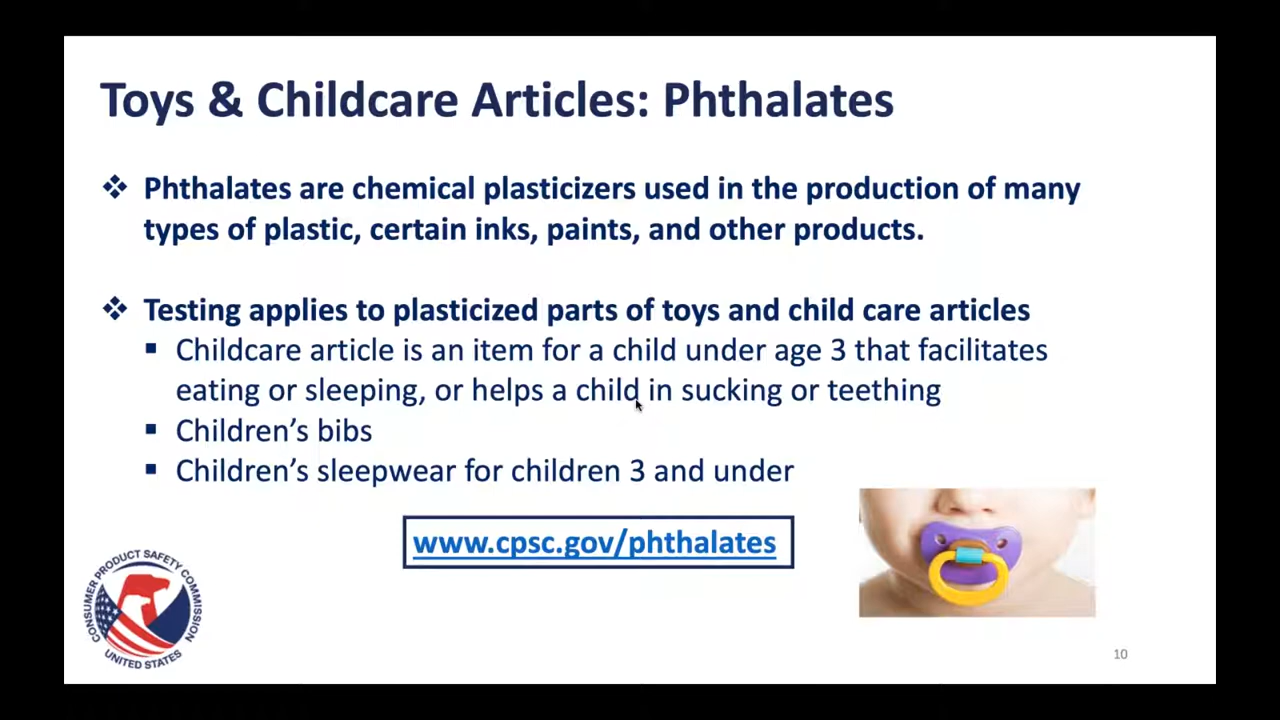 Toys & Childcare Articles: Phthalates
❖ Phthalates are chemical plasticizers used in the production of many
types of plastic, certain inks, paints, and other products.
❖ Testing applies to plasticized parts of toys and child care articles
▪ Childcare article is an item for a child under age 3 that facilitates
eating or sleeping, or helps a child in sucking or teething
▪ Children’s bibs
▪ Children’s sleepwear for children 3 and under
www.cpsc.gov/phthalates
CONSUMER PRODUCT SAFETY COMMISSION
UNITED STATES
10